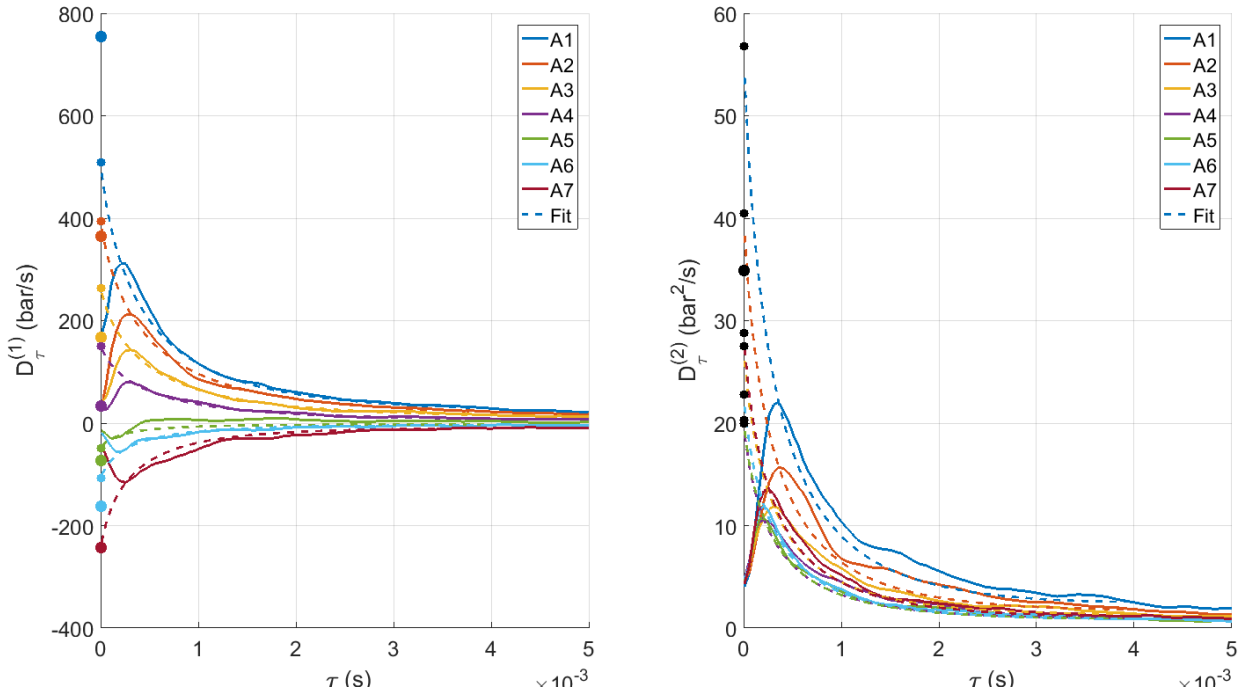 800
600
400
200
0
-200
-400
D_τ^(1) (bar/s)
0
1
2
3
4
5
τ (s)
×10^-3
A1
A2
A3
A4
A5
A6
A7
Fit
60
50
40
30
20
10
0
D_τ^(2) (bar^2/s)
0
1
2
3
4
5
τ (s)
×10^-3
A1
A2
A3
A4
A5
A6
A7
Fit